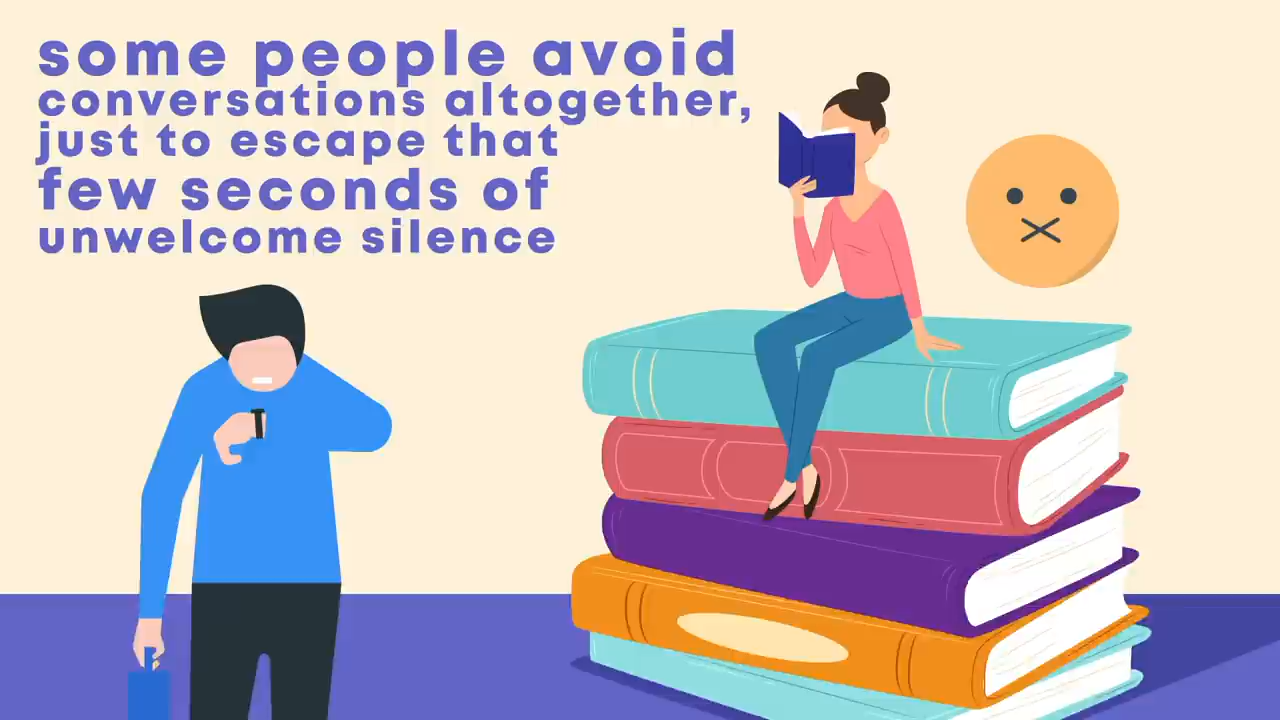 some people avoid
conversations altogether,
just to escape that
few seconds of
unwelcome silence